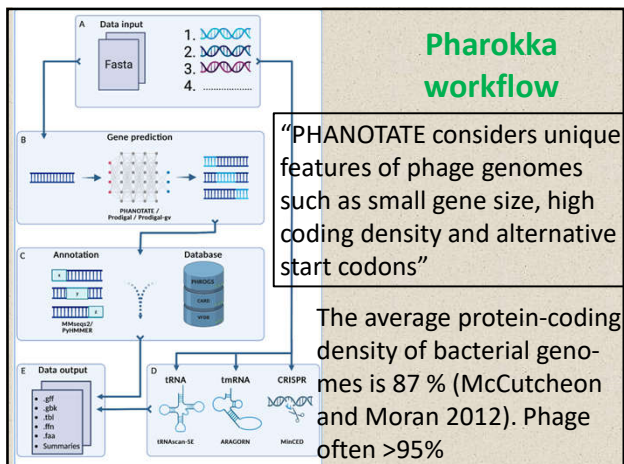 A
Data input
Fasta
1.
2.
3.
4. ....................
B
Gene prediction
PHANOTATE /
Prodigal / Prodigal-gv
C
Annotation
MMseqs2/
PyHMMER
Database
PHROGS
CARD
VFDB
E
Data output
• .gff
• .gbk
• .tbl
• .ffn
• .faa
• Summaries
D
tRNA
tRNAscan-SE
tmRNA
ARAGORN
CRISPR
MinCED
Pharokka
workflow
“PHANOTATE considers unique
features of phage genomes
such as small gene size, high
coding density and alternative
start codons”
The average protein-coding
density of bacterial geno-
mes is 87 % (McCutcheon
and Moran 2012). Phage
often >95%